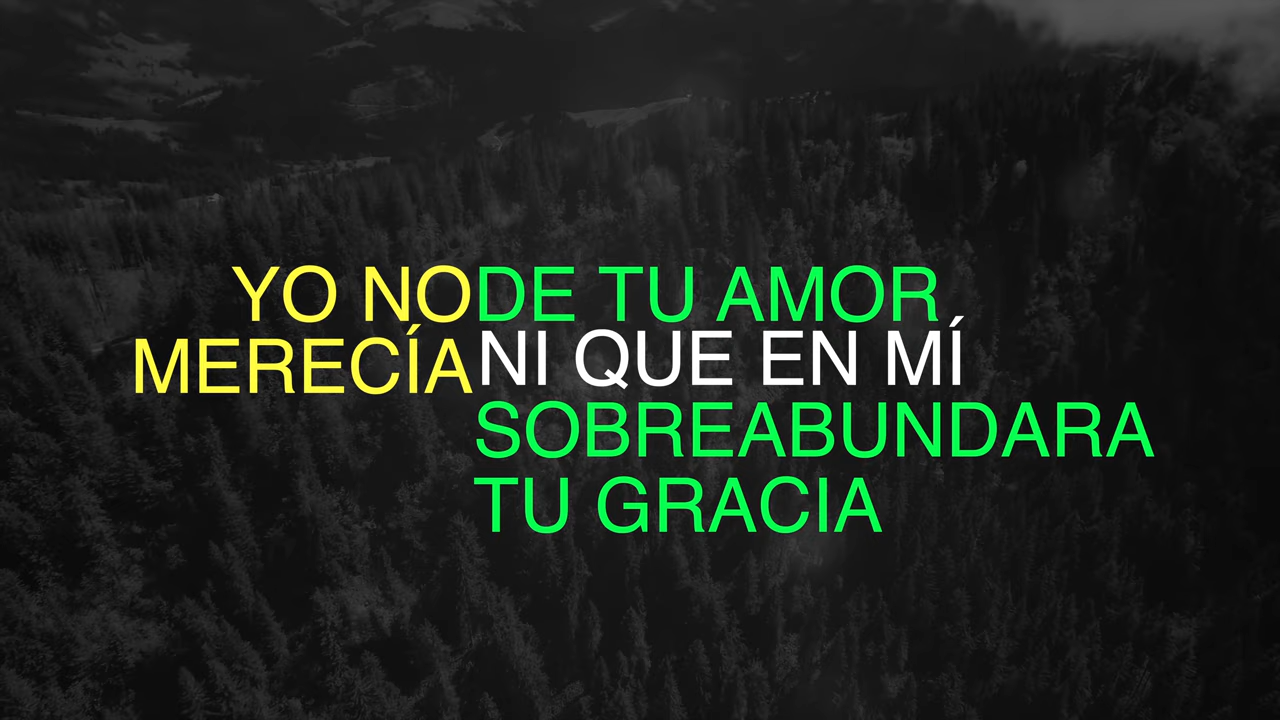 YO NO
MERECÍA
DE TU AMOR
NI QUE EN MÍ
SOBREABUNDARA
TU GRACIA